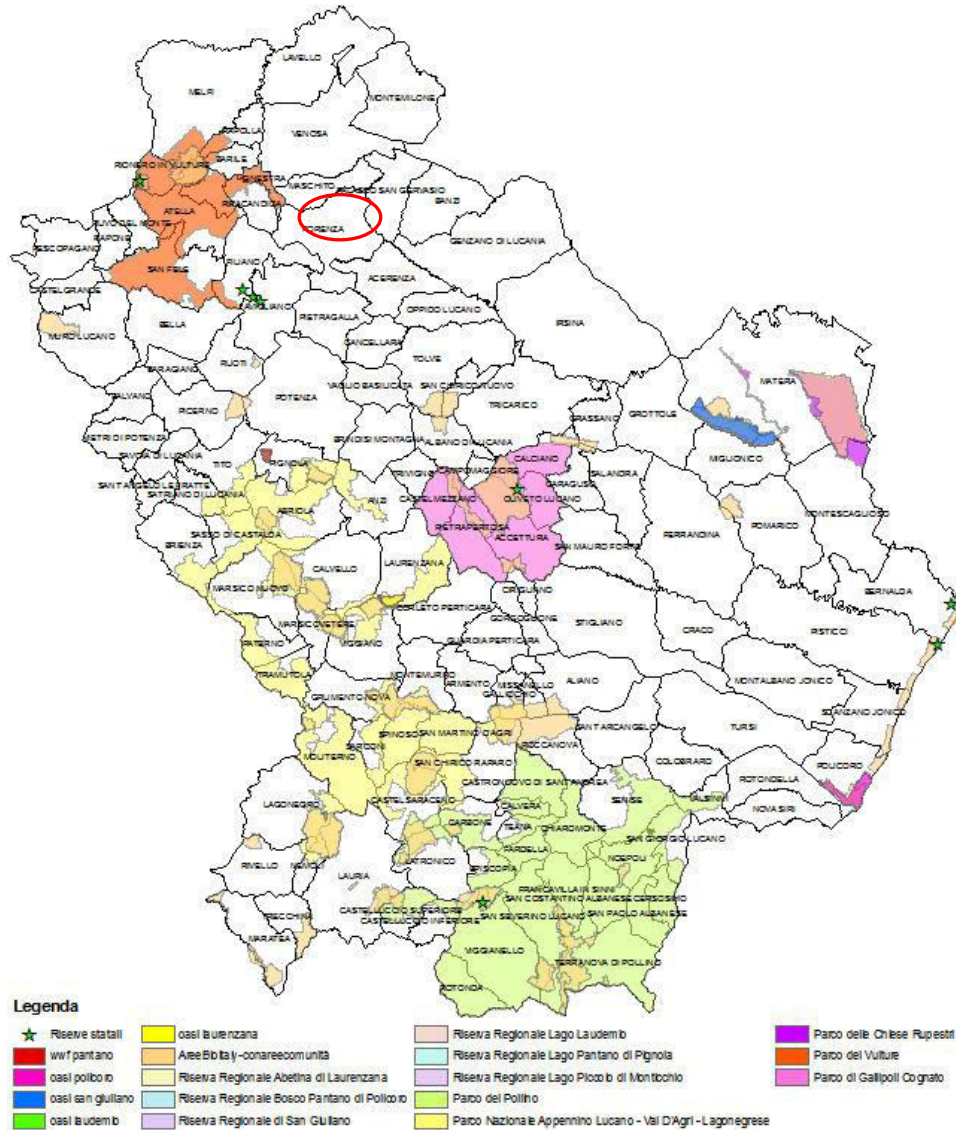 LAVELLO
MELFI
MONTEMILONE
VENOSA
RAPOLLA
BARILE
RIONERO IN VULTURE
GINESTRA
MASCHITO
BANZI
RIPACANDIDA
ATELLA
FORENZA
GENZANO DI LUCANIA
RUVO DEL MONTE
RAPONE
PESCOPAGANO
SAN FELE
FILIANO
ACERENZA
CASTELGRANDE
AVIGLIANO
OPPIDO LUCANO
PIETRAGALLA
IRSINA
BELLA
MURO LUCANO
CANCELLARA
TOLVE
RUOTI
BARAGIANO
MATERA
VAGLIO BASILICATA
SAN CHIRICO NUOVO
POTENZA
BALVANO
PICERNO
TRICARICO
GRASSANO
GROTTOLE
BRINDISI MONTAGNA
ALBANO DI LUCANIA
METRI DI POTENZA
SAVOIA DI LUCANIA
CALCIANO
MIGLIONICO
TITO
PIGNOLA
TRIVIGNO
CAMPOMAGGIORE
SALANDRA
SANT'ANGELO LE FRATTE
GARAGUSO
SATRIANO DI LUCANIA
ANZI
CASTELMEZZANO
OLIVETO LUCANO
ABRIOLA
MONTESCAGLIOSO
PIETRAPERTOSA
POMARICO
SASSO DI CASTALDA
ACCETTURA
FERRANDINA
BRIENZA
SAN MAURO FORTE
CALVELLO
LAURENZANA
MARSICO NUOVO
CIRIGLIANO
BERNALDA
CORLETO PERTICARA
GORGOGLIONE
MARSICOVETERE
STIGLIANO
PISTICCI
CRACO
VIGGIANO
GUARDIA PERTICARA
PATERNO
TRAMUTOLA
MONTEMURRO
ARMENTO
MISSANELLO
ALIANO
MONTALBANO JONICO
GALLICCHIO
GRUMENTO NOVA
SCANZANO JONICO
SANT'ARCANGELO
TURSI
SPINOSO
SAN MARTINO D'AGRI
ROCCANOVA
SARCONI
MOLITERNO
COLOBRARO
POLICORO
SAN CHIRICO RAPARO
ROTONDELLA
CASTRONUOVO DI SANT'ANDREA
LAGONEGRO
CASTELSARACENO
SENISE
VALSINNI
CALVERA
NOVA SIRI
CARBONE
TEANA
CHIAROMONTE
SAN GIORGIO LUCANO
FARDELLA
RIVELLO
NEMOLI
LATRONICO
NOEPOLI
EPISCOPIA
LAURIA
FRANCAVILLA IN SINNI
SAN COSTANTINO ALBANESE
CERSOSIMO
CASTELLUCCIO SUPERIORE
CASTELLUCCIO INFERIORE
SAN SEVERINO LUCANO
SAN PAOLO ALBANESE
TRECCHINA
MARATEA
VIGGIANELLO
TERRANOVA DI POLLINO
ROTONDA
Legenda
Riserve statali
wwf pantano
oasi policoro
oasi san giuliano
oasi laudemio
oasi laurenzana
AreeBibitaly-conareecomunità
Riserva Regionale Abetina di Laurenzana
Riserva Regionale Bosco Pantano di Policoro
Riserva Regionale di San Giuliano
Riserva Regionale Lago Laudemio
Riserva Regionale Lago Pantano di Pignola
Riserva Regionale Lago Piccolo di Monticchio
Parco del Pollino
Parco Nazionale Appennino Lucano - Val D'Agri - Lagonegrese
Parco delle Chiese Rupestri
Parco del Vulture
Parco di Gallipoli Cognato